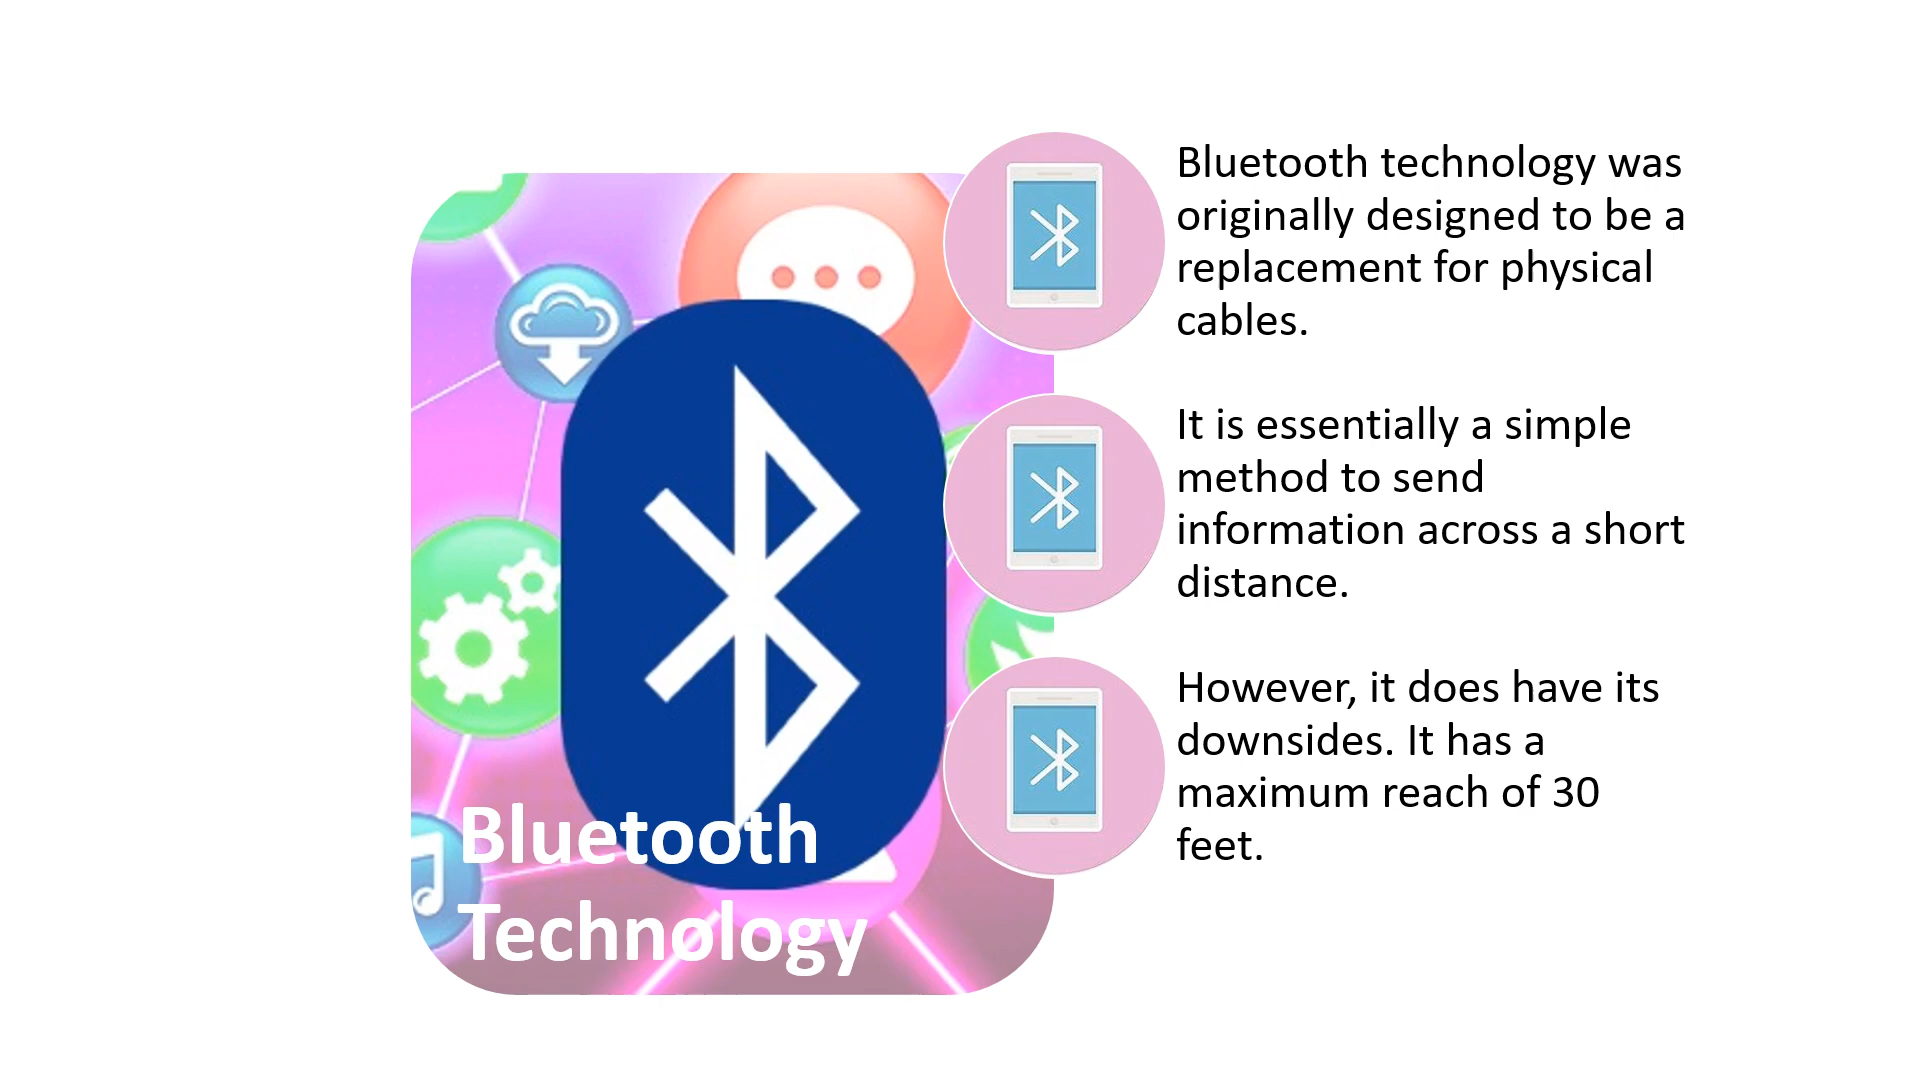 Bluetooth
Technology
Bluetooth technology was
originally designed to be a
replacement for physical
cables.
It is essentially a simple
method to send
information across a short
distance.
However, it does have its
downsides. It has a
maximum reach of 30
feet.